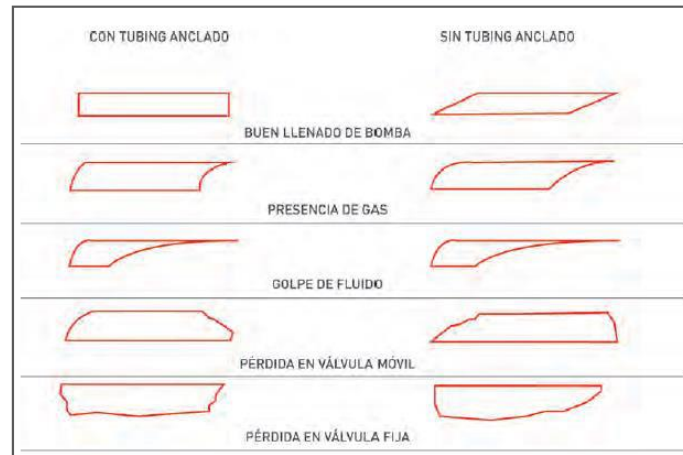 CON TUBING ANCLADO
SIN TUBING ANCLADO
BUEN LLENADO DE BOMBA
PRESENCIA DE GAS
GOLPE DE FLUIDO
PÉRDIDA EN VÁLVULA MÓVIL
PÉRDIDA EN VÁLVULA FIJA